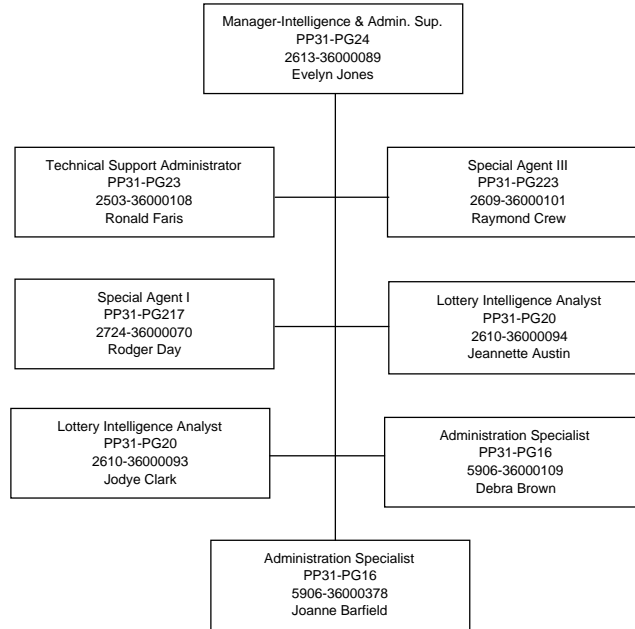 Manager-Intelligence & Admin. Sup.
PP31-PG24
2613-36000089
Evelyn Jones
Technical Support Administrator
PP31-PG23
2503-36000108
Ronald Faris
Special Agent III
PP31-PG223
2609-36000101
Raymond Crew
Special Agent I
PP31-PG217
2724-36000070
Rodger Day
Lottery Intelligence Analyst
PP31-PG20
2610-36000094
Jeannette Austin
Lottery Intelligence Analyst
PP31-PG20
2610-36000093
Jodye Clark
Administration Specialist
PP31-PG16
5906-36000109
Debra Brown
Administration Specialist
PP31-PG16
5906-36000378
Joanne Barfield